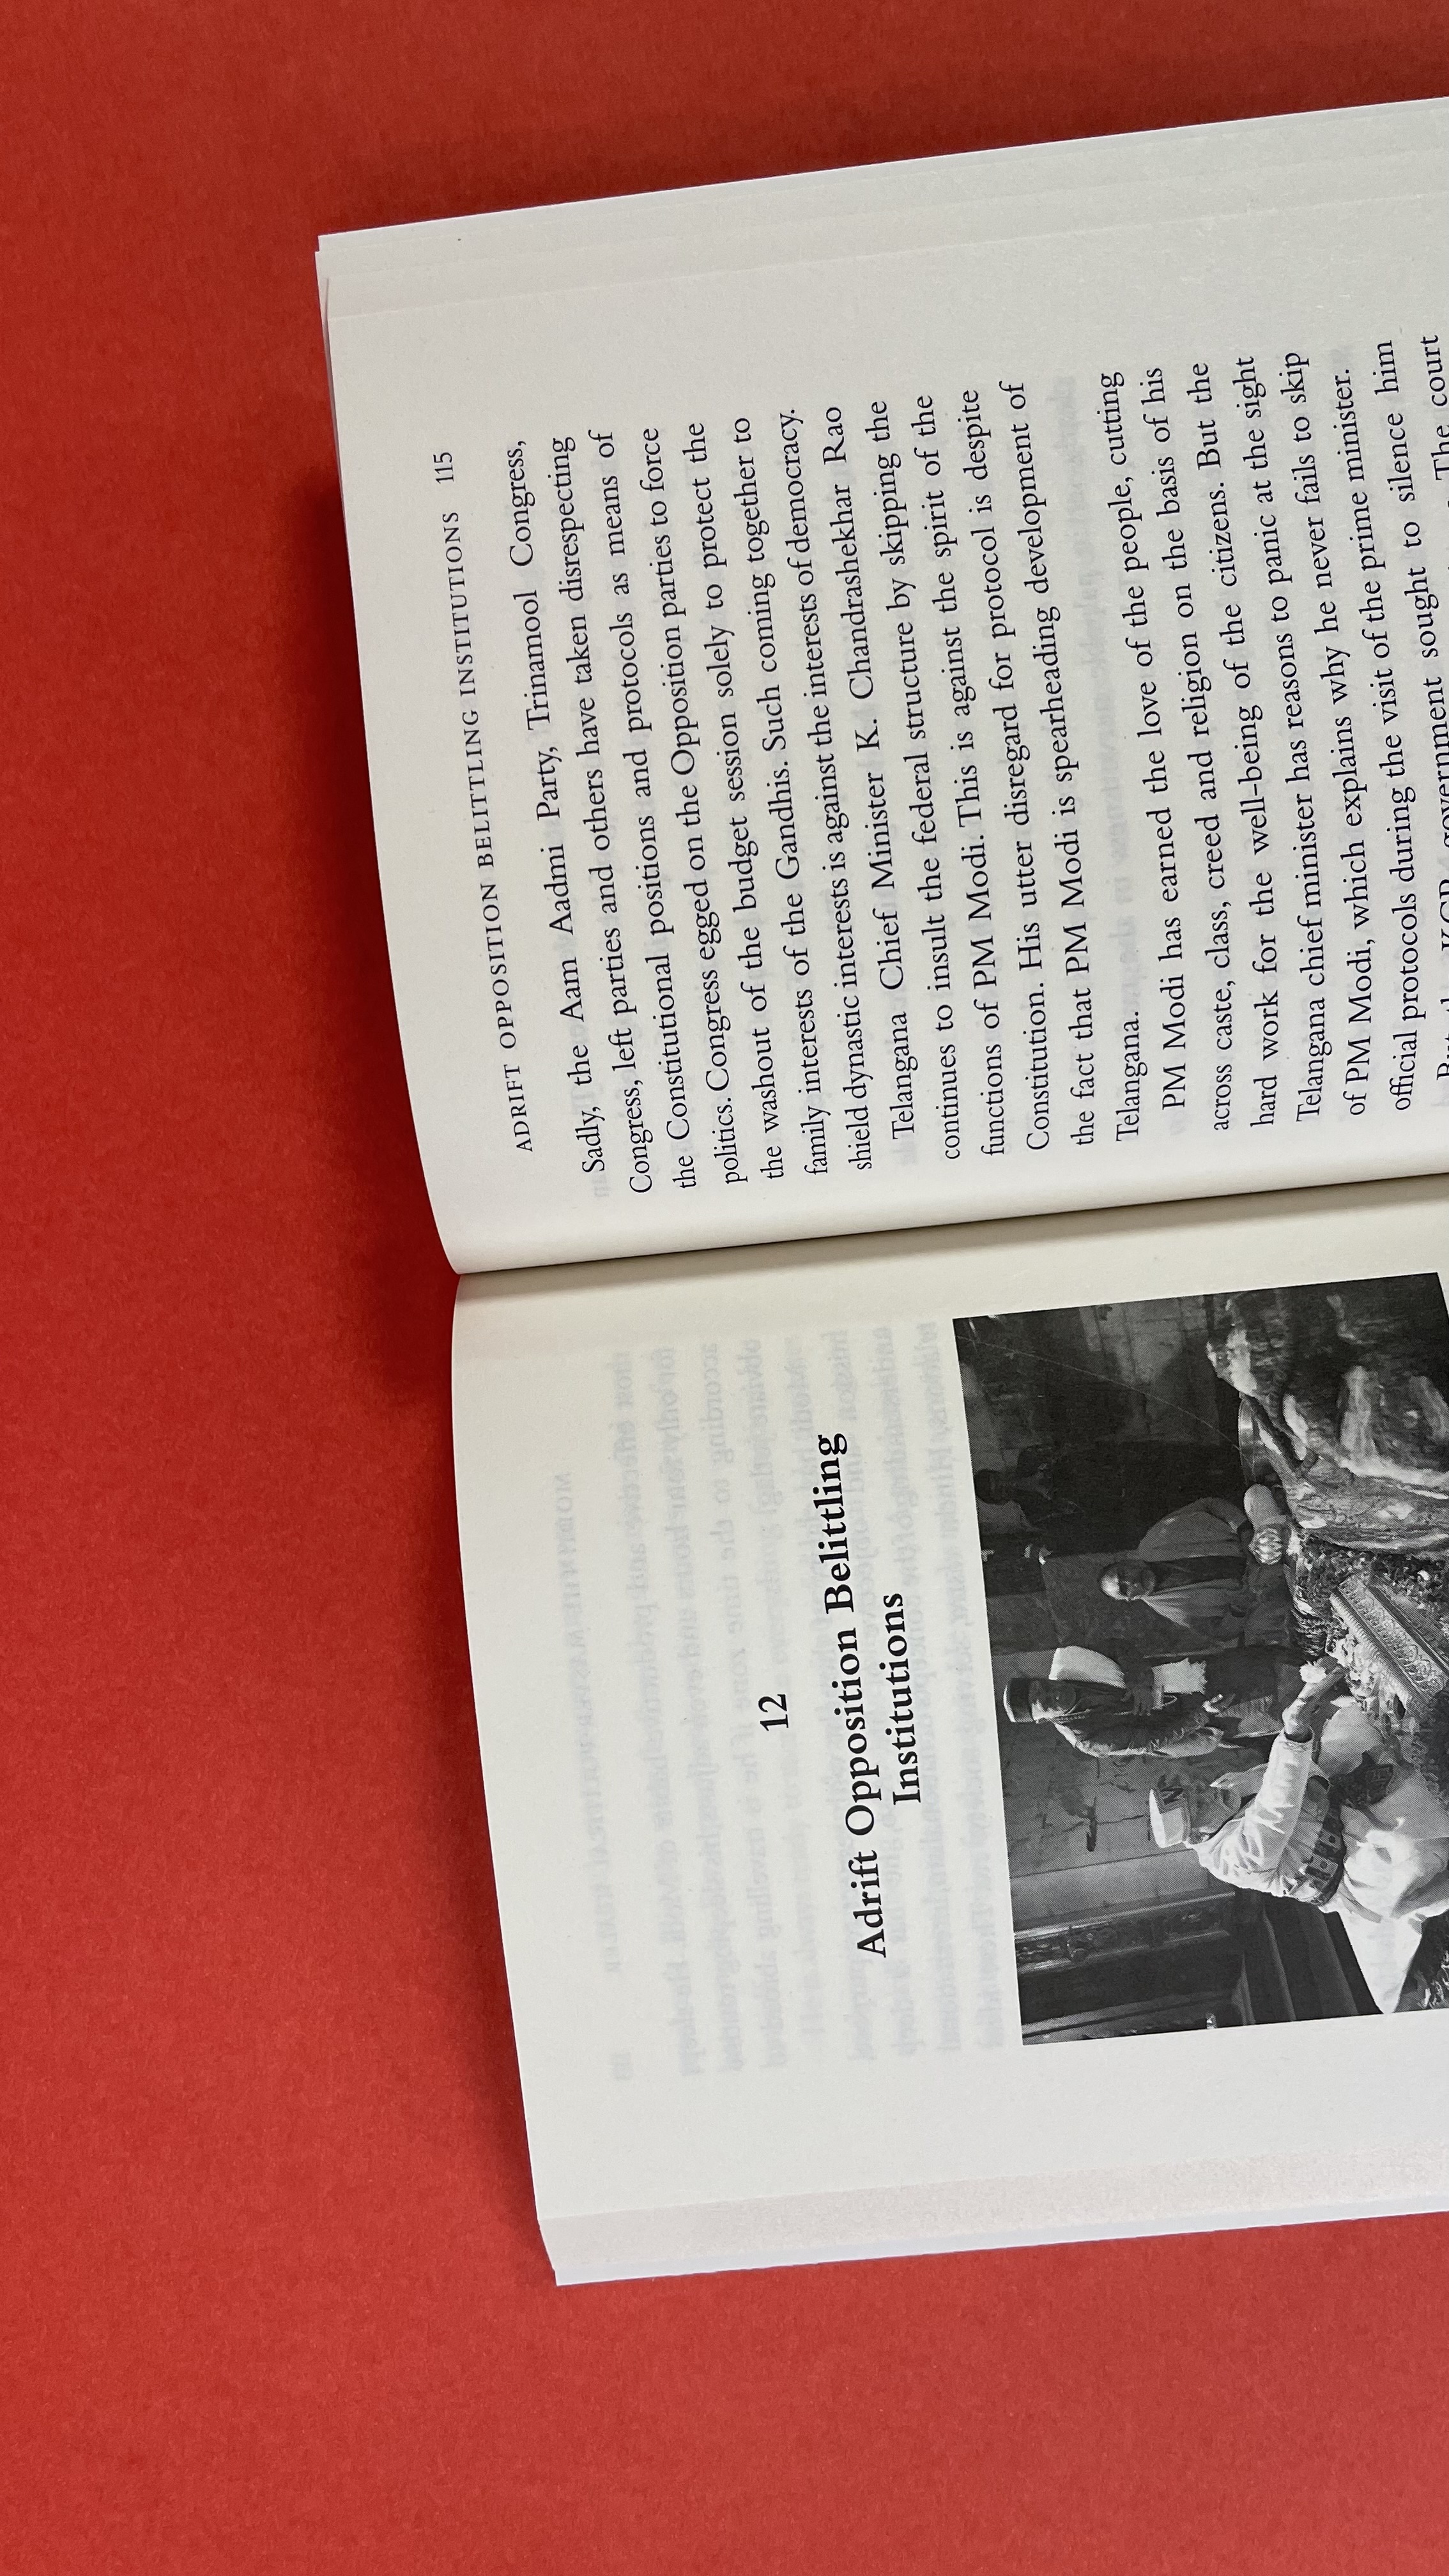 12
Adrift Opposition Belittling
Institutions
ADRIFT OPPOSITION BELITTLING INSTITUTIONS 115
Sadly, the Aam Aadmi Party, Trinamool Congress,
Congress, left parties and others have taken disrespecting
the Constitutional positions and protocols as means of
politics. Congress egged on the Opposition parties to force
the washout of the budget session solely to protect the
family interests of the Gandhis. Such coming together to
shield dynastic interests is against the interests of democracy.
Telangana Chief Minister K. Chandrashekhar Rao
continues to insult the federal structure by skipping the
functions of PM Modi. This is against the spirit of the
Constitution. His utter disregard for protocol is despite
the fact that PM Modi is spearheading development of
Telangana.
PM Modi has earned the love of the people, cutting
across caste, class, creed and religion on the basis of his
hard work for the well-being of the citizens. But the
Telangana chief minister has reasons to panic at the sight
of PM Modi, which explains why he never fails to skip
official protocols during the visit of the prime minister.
But the KCR government sought to silence him
The court